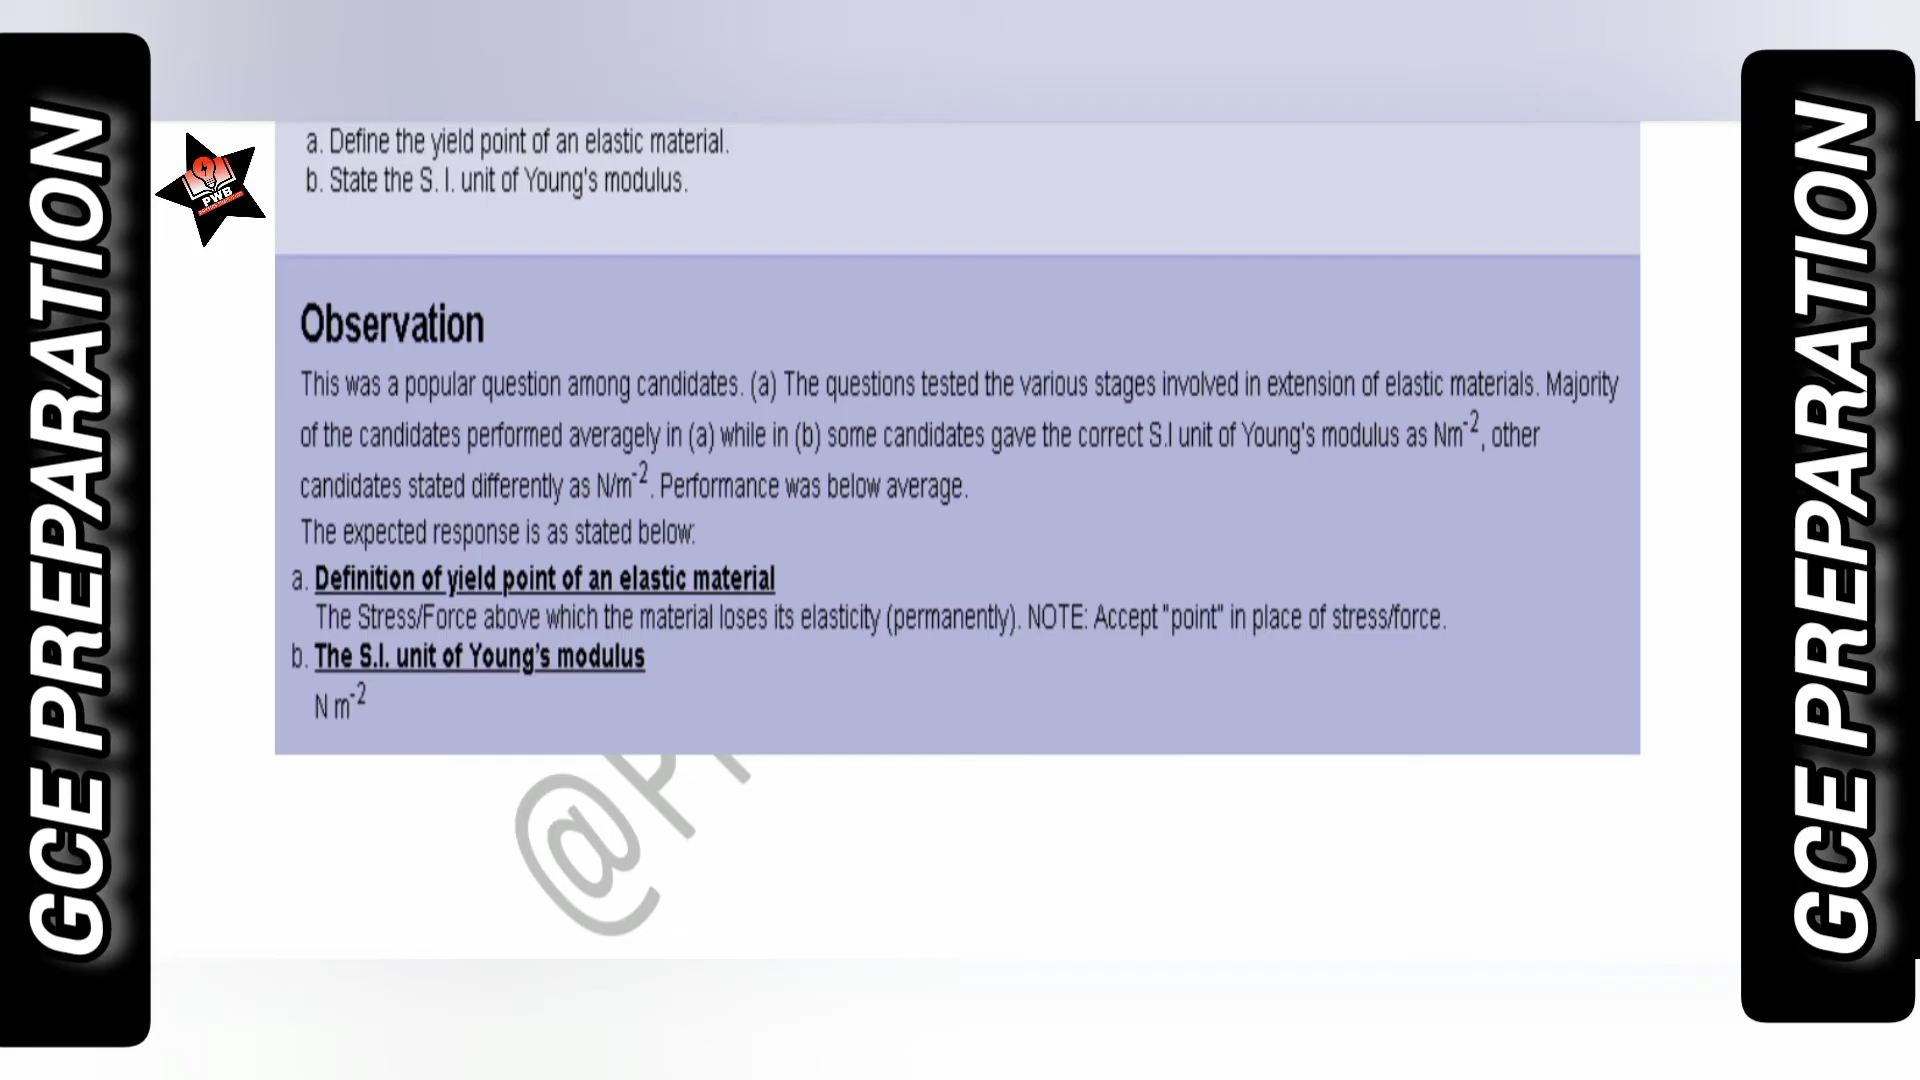 GCE PREPARATION
PWB
a. Define the yield point of an elastic material.
b. State the S. I. unit of Young's modulus.
Observation
This was a popular question among candidates. (a) The questions tested the various stages involved in extension of elastic materials. Majority
of the candidates performed averagely in (a) while in (b) some candidates gave the correct S.I unit of Young's modulus as Nm⁻², other
candidates stated differently as N/m⁻². Performance was below average.
The expected response is as stated below:
a. Definition of yield point of an elastic material
The Stress/Force above which the material loses its elasticity (permanently). NOTE: Accept "point" in place of stress/force.
b. The S.I. unit of Young's modulus
N m⁻²
GCE PREPARATION